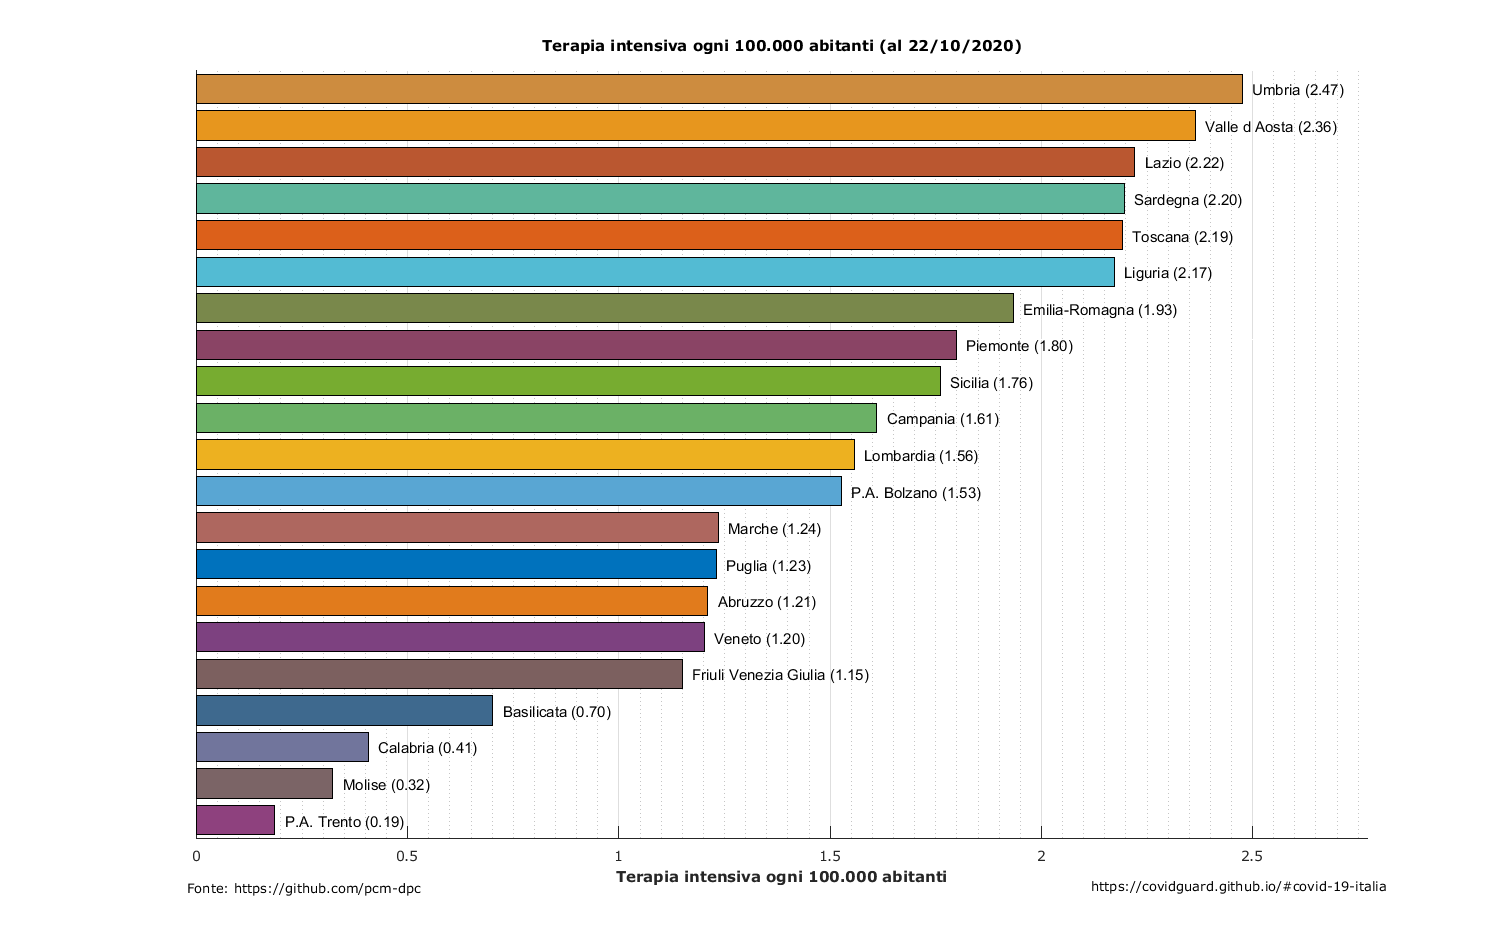 Terapia intensiva ogni 100.000 abitanti (al 22/10/2020)
Umbria (2.47)
Valle d Aosta (2.36)
Lazio (2.22)
Sardegna (2.20)
Toscana (2.19)
Liguria (2.17)
Emilia-Romagna (1.93)
Piemonte (1.80)
Sicilia (1.76)
Campania (1.61)
Lombardia (1.56)
P.A. Bolzano (1.53)
Marche (1.24)
Puglia (1.23)
Abruzzo (1.21)
Veneto (1.20)
Friuli Venezia Giulia (1.15)
Basilicata (0.70)
Calabria (0.41)
Molise (0.32)
P.A. Trento (0.19)
0 0.5 1 1.5 2 2.5
Terapia intensiva ogni 100.000 abitanti
Fonte: https://github.com/pcm-dpc
https://covidguard.github.io/#covid-19-italia